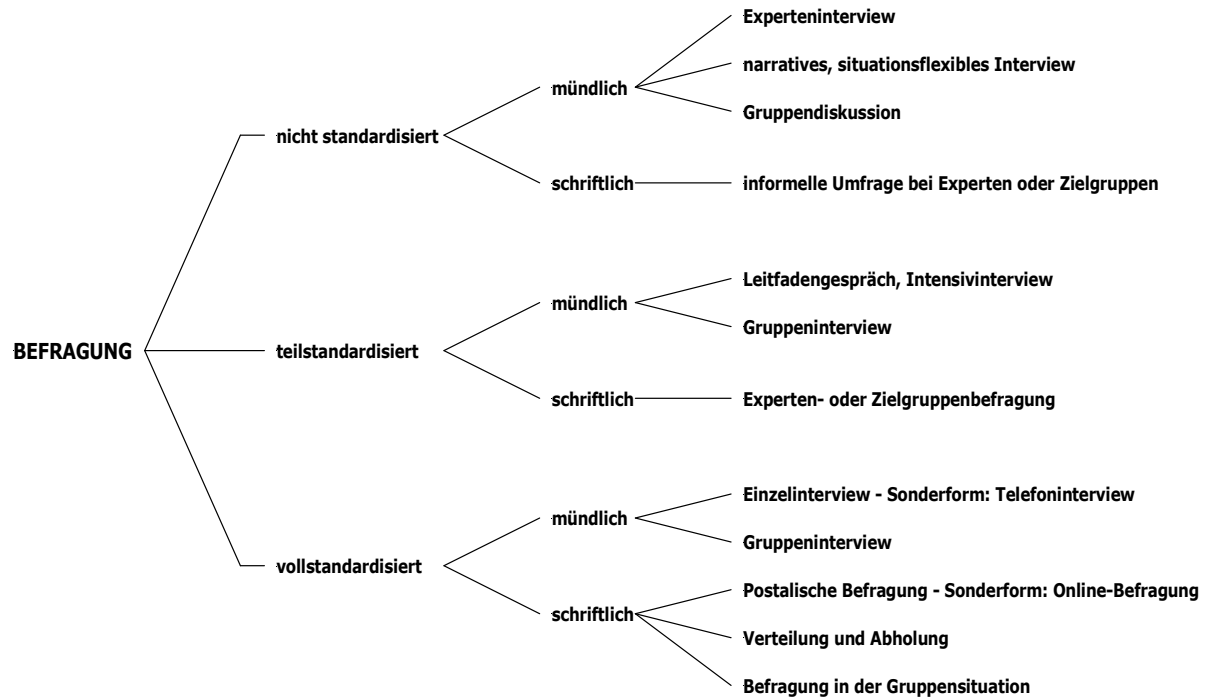 Experteninterview
narratives, situationsflexibles Interview
mündlich
Gruppendiskussion
nicht standardisiert
schriftlich
informelle Umfrage bei Experten oder Zielgruppen
Leitfadengespräch, Intensivinterview
mündlich
Gruppeninterview
BEFRAGUNG
teilstandardisiert
schriftlich
Experten- oder Zielgruppenbefragung
Einzelinterview - Sonderform: Telefoninterview
mündlich
Gruppeninterview
vollstandardisiert
Postalische Befragung - Sonderform: Online-Befragung
schriftlich
Verteilung und Abholung
Befragung in der Gruppensituation